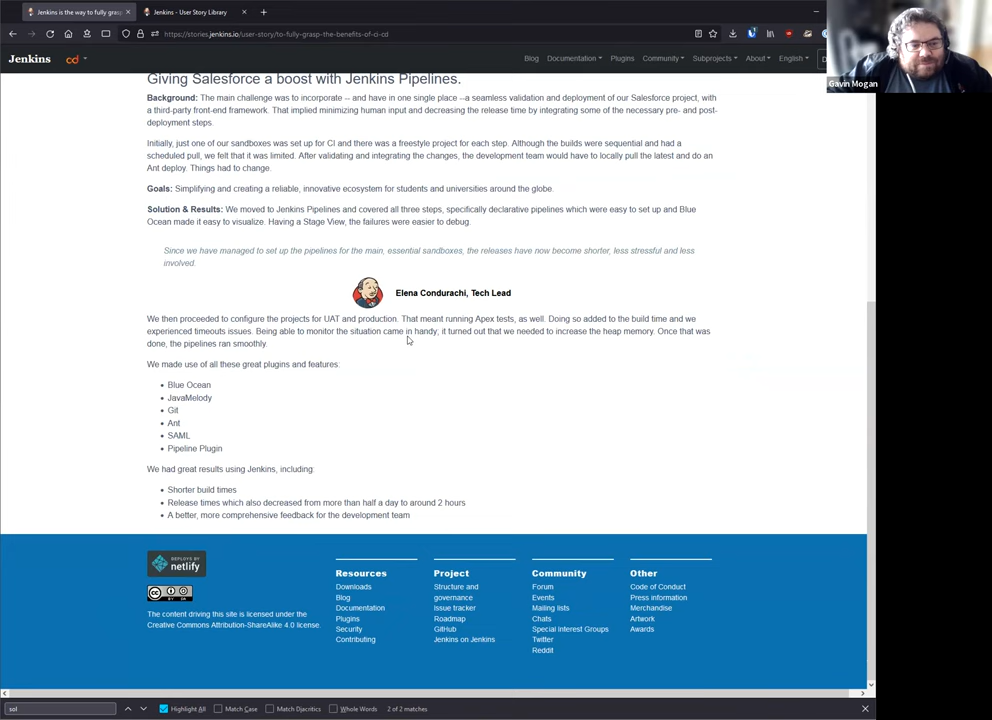 Jenkins is the way to fully grasp
Jenkins - User Story Library
https://stories.jenkins.io/user-story/to-fully-grasp-the-benefits-of-ci-cd
Gavin Mogan
Jenkins
cd
Blog
Documentation
Plugins
Community
Subprojects
About
English
D
Giving Salesforce a boost with Jenkins Pipelines.
Background: The main challenge was to incorporate -- and have in one single place --a seamless validation and deployment of our Salesforce project, with
a third-party front-end framework. That implied minimizing human input and decreasing the release time by integrating some of the necessary pre- and post-
deployment steps.
Initially, just one of our sandboxes was set up for CI and there was a freestyle project for each step. Although the builds were sequential and had a
scheduled pull, we felt that it was limited. After validating and integrating the changes, the development team would have to locally pull the latest and do an
Ant deploy. Things had to change.
Goals: Simplifying and creating a reliable, innovative ecosystem for students and universities around the globe.
Solution & Results: We moved to Jenkins Pipelines and covered all three steps, specifically declarative pipelines which were easy to set up and Blue
Ocean made it easy to visualize. Having a Stage View, the failures were easier to debug.
Since we have managed to set up the pipelines for the main, essential sandboxes, the releases have now become shorter, less stressful and less
involved.
Elena Condurachi, Tech Lead
We then proceeded to configure the projects for UAT and production. That meant running Apex tests, as well. Doing so added to the build time and we
experienced timeouts issues. Being able to monitor the situation came in handy, it turned out that we needed to increase the heap memory. Once that was
done, the pipelines ran smoothly.
We made use of all these great plugins and features:
• Blue Ocean
• JavaMelody
• Git
• Ant
• SAML
• Pipeline Plugin
We had great results using Jenkins, including:
• Shorter build times
• Release times which also decreased from more than half a day to around 2 hours
• A better, more comprehensive feedback for the development team
DEPLOYS BY
netlify
The content driving this site is licensed under the
Creative Commons Attribution-ShareAlike 4.0 license.
Resources
Downloads
Blog
Documentation
Plugins
Security
Contributing
Project
Structure and
governance
Issue tracker
Roadmap
GitHub
Jenkins on Jenkins
Community
Forum
Events
Mailing lists
Chats
Special Interest Groups
Twitter
Reddit
Other
Code of Conduct
Press information
Merchandise
Artwork
Awards
sol
Highlight All
Match Case
Match Diacritics
Whole Words
2 of 2 matches